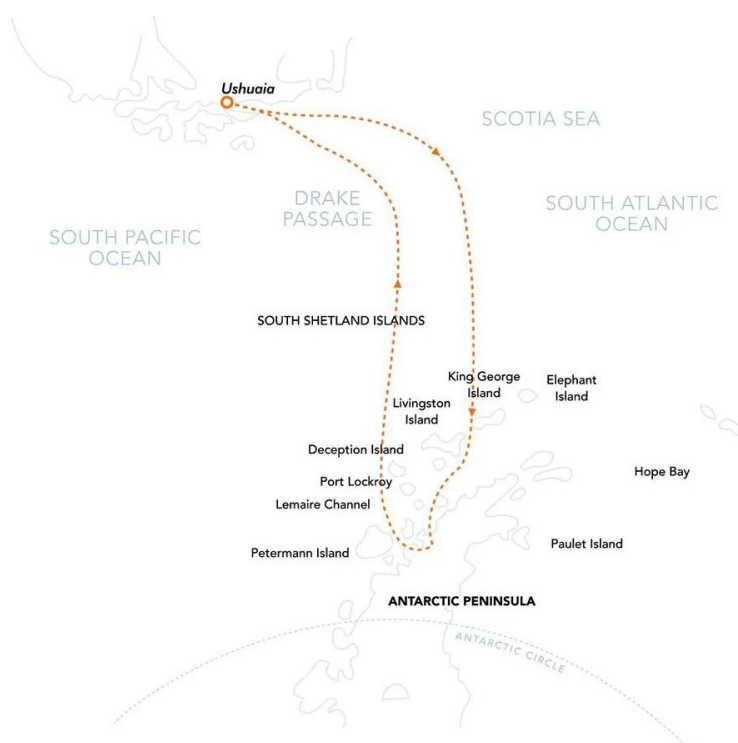 Ushuaia
SCOTIA SEA
DRAKE
PASSAGE
SOUTH ATLANTIC
OCEAN
SOUTH PACIFIC
OCEAN
SOUTH SHETLAND ISLANDS
King George
Island
Elephant
Island
Livingston
Island
Deception Island
Hope Bay
Port Lockroy
Lemaire Channel
Paulet Island
Petermann Island
ANTARCTIC PENINSULA
ANTARCTIC CIRCLE